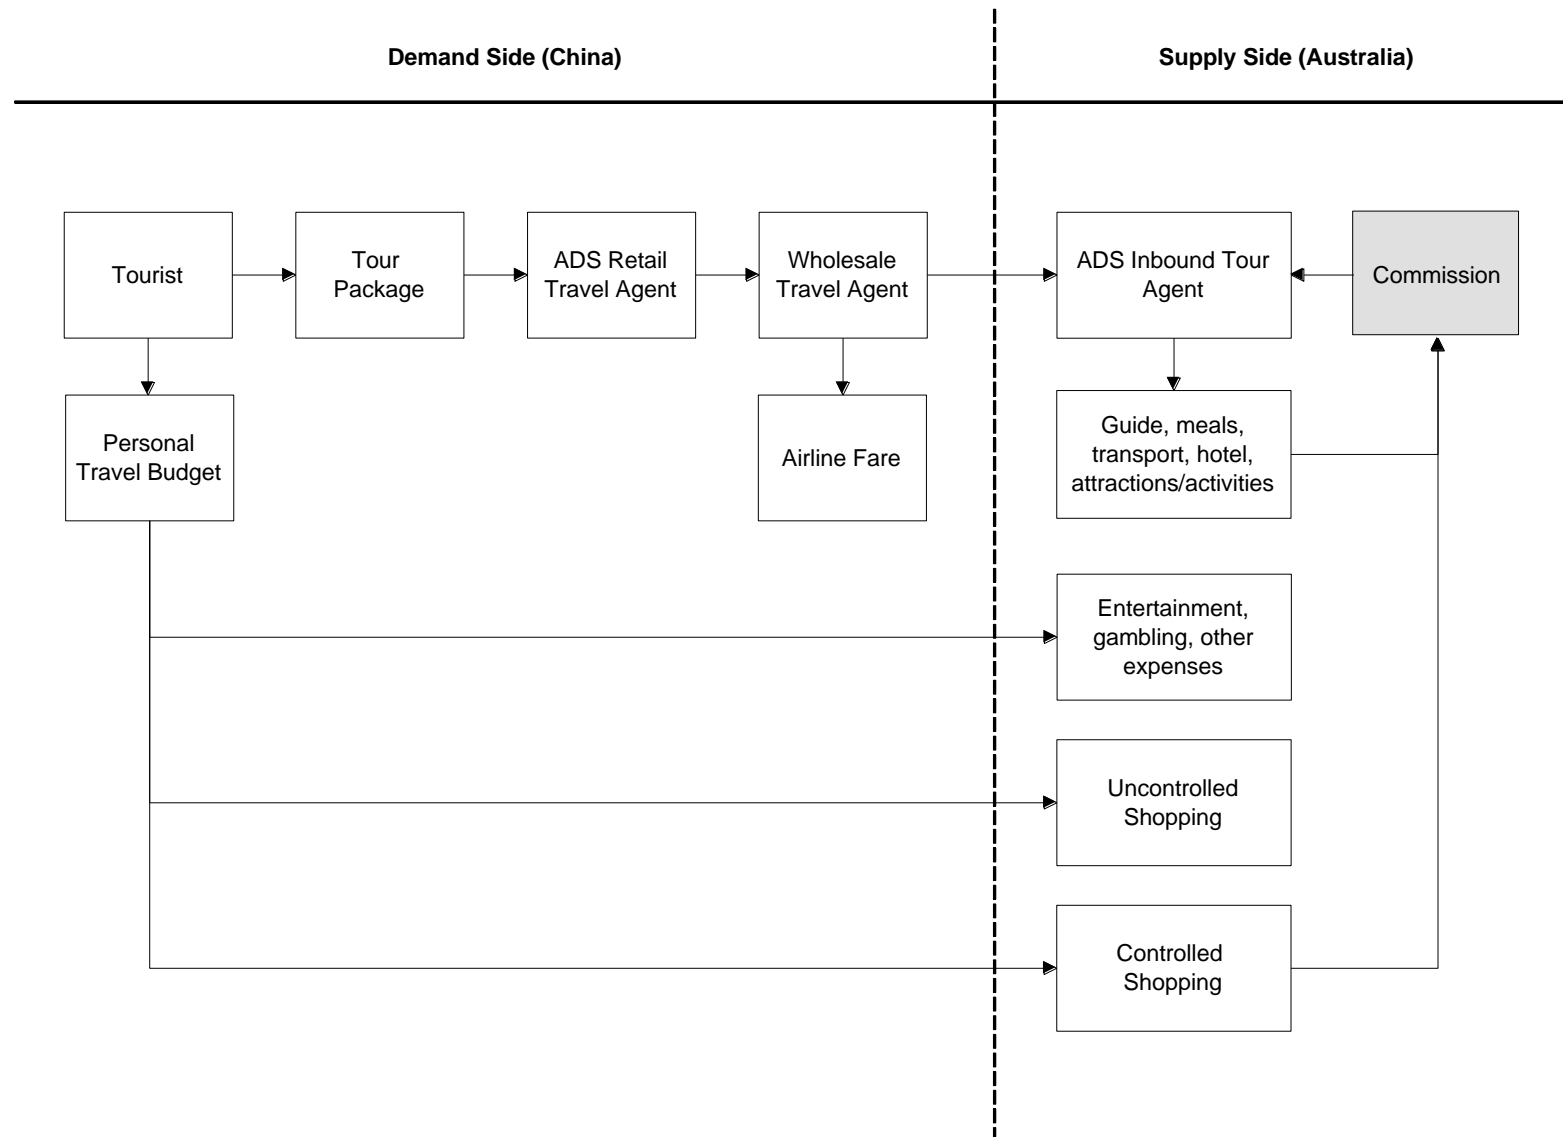 Demand Side (China)
Supply Side (Australia)
Tourist
Tour
Package
ADS Retail
Travel Agent
Wholesale
Travel Agent
ADS Inbound Tour
Agent
Commission
Personal
Travel Budget
Airline Fare
Guide, meals,
transport, hotel,
attractions/activities
Entertainment,
gambling, other
expenses
Uncontrolled
Shopping
Controlled
Shopping